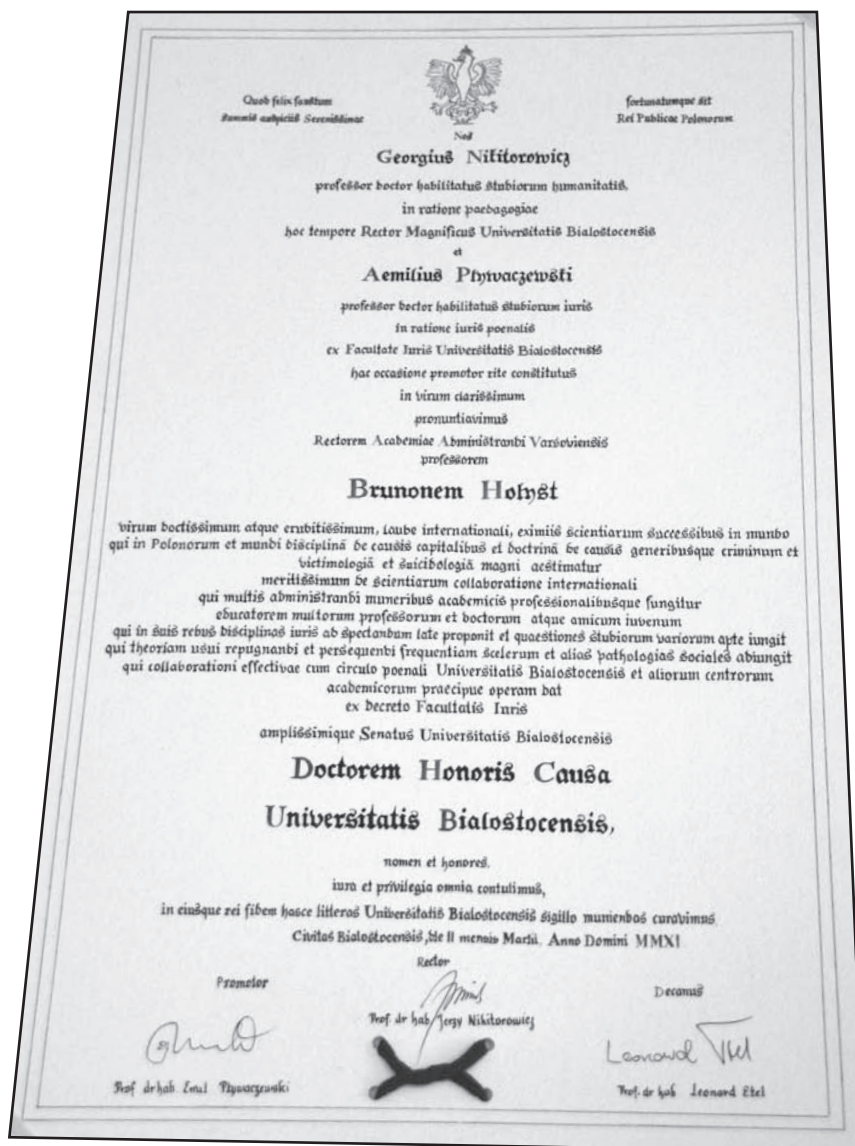 Quod felix faustum
fortunatumque sit
Summis auspiciis Serenissimae
Rei Publicae Polonorum
Nos
Georgius Nikitorowicz
professor doctor habilitatus studiorum humanitatis,
in ratione paedagogiae
hoc tempore Rector Magnificus Universitatis Bialostocensis
et
Aemilius Plywaczewski
professor doctor habilitatus studiorum iuris
in ratione iuris poenalis
ex Facultate Iuris Universitatis Bialostocensis
hac occasione promotor rite constitutus
in virum clarissimum
pronuntiavimus
Rectorem Academiae Administrandi Varsoviensis
professorem
Brunonem Holyst
virum doctissimum atque eruditissimum, laude internationali, eximiis scientiarum successibus in mundo
qui in Polonorum et mundi disciplinā de causis capitalibus et doctrinā de causis generibusque criminum et
victimologiā et suicidologiā magni aestimatur
meritissimum de scientiarum collaboratione internationali
qui multis administrandi muneribus academicis professionalibusque fungitur
educatorem multorum professorum et doctorum atque amicum iuvenum
qui in suis rebus disciplinas iuris ad spectandum late proponit et quaestiones studiorum variorum apte iungit
qui theoriam usui repugnandi et persequendi frequentiam scelerum et alias pathologias sociales adiungit
qui collaborationi effectivae cum circulo poenali Universitatis Bialostocensis et aliorum centrorum
academicorum praecipue operam dat
ex decreto Facultatis Iuris
amplissimique Senatus Universitatis Bialostocensis
Doctorem Honoris Causa
Universitatis Bialostocensis,
nomen et honores,
iura et privilegia omnia contulimus,
in eiusque rei fidem hasce litteras Universitatis Bialostocensis sigillo muniendas curavimus
Civitas Bialostocensis, die II mensis Martii. Anno Domini MMXI
Rector
Promotor
Decanus
Prof. dr hab. Jerzy Nikitorowicz
Leonard Etel
Prof. dr hab. Emil Pływaczewski
Prof. dr hab. Leonard Etel